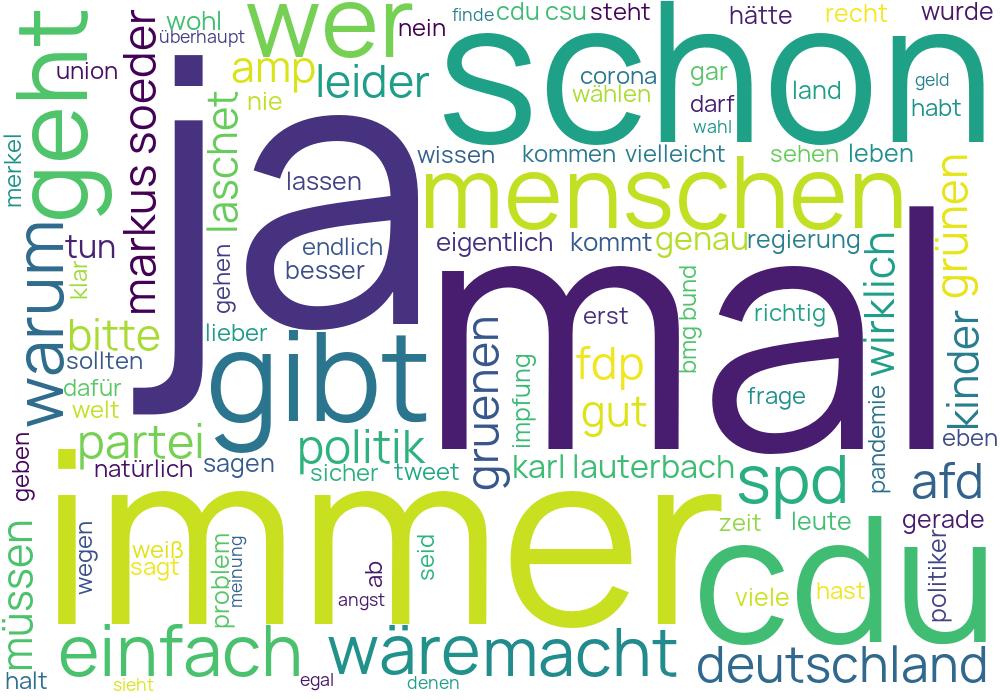 wohl
wer
nein
finde
cdu csu
steht
hätte
recht
wurde
überhaupt
geht
union
markus soeder
amp
leider
nie
schon
corona
wählen
gar
darf
wahl
land
geld
habt
merkel
laschet
ja
lassen
wissen
kommen
vielleicht
sehen
leben
menschen
grünen
warum
tun
klar
gehen
endlich
besser
eigentlich
kommt
genau
regierung
wirklich
bitte
sollten
lieber
mal
bmg bund
erst
richtig
dafür
welt
gibt
gruenen
impfung
fdp
gut
frage
kinder
pandemie
partei
politik
eben
geben
natürlich
sagen
sicher
tweet
karl lauterbach
spd
afd
immer
müssen
wegen
weiß
sagt
problem
meinung
ab
angst
seid
zeit
leute
gerade
cdu
viele
hast
politiker
einfach
wäre
macht
deutschland
halt
sieht
egal
denen